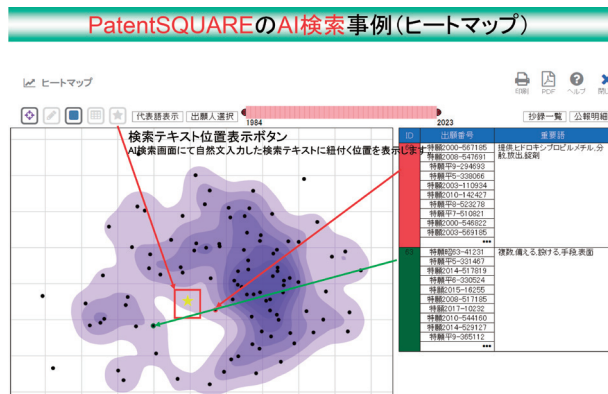 PatentSQUAREのAI検索事例(ヒートマップ)
ヒートマップ
印刷
PDF
ヘルプ
代表語表示
出願人選択
1984
2023
抄録一覧
公報明細
検索テキスト位置表示ボタン
AI検索画面にて自然文入力した検索テキストに紐付く位置を表示します
ID
出願番号
重要語
特願2000-567185
提供,ヒドロキシプロピルメチル,分
散,放出,錠剤
特願2008-547691
特願平9-294693
特願平5-338066
特願2003-110934
特願2010-142427
特願平8-523278
特願平7-510821
特願2000-546822
特願2003-569185
•••
特願昭63-41231
複数,備える,設ける,手段,表面
特願平5-331467
特願2014-517819
特願平6-330524
特願2015-16255
特願2008-517185
特願2017-10232
特願2010-544160
特願2014-529127
特願平9-365112
•••